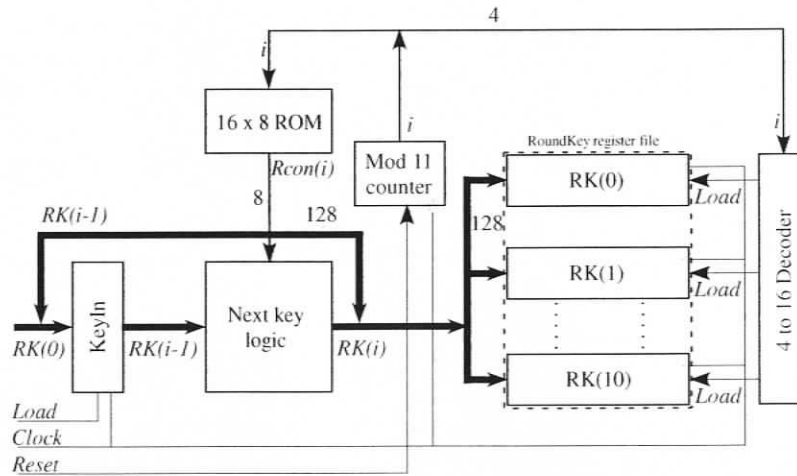 4
i
i
i
16 x 8 ROM
Rcon(i)
8
Mod 11
counter
RoundKey register file
RK(0)
Load
RK(i-1)
128
128
RK(1)
Load
KeyIn
Next key
logic
RK(0)
RK(i-1)
RK(i)
RK(10)
Load
4 to 16 Decoder
Load
Clock
Reset